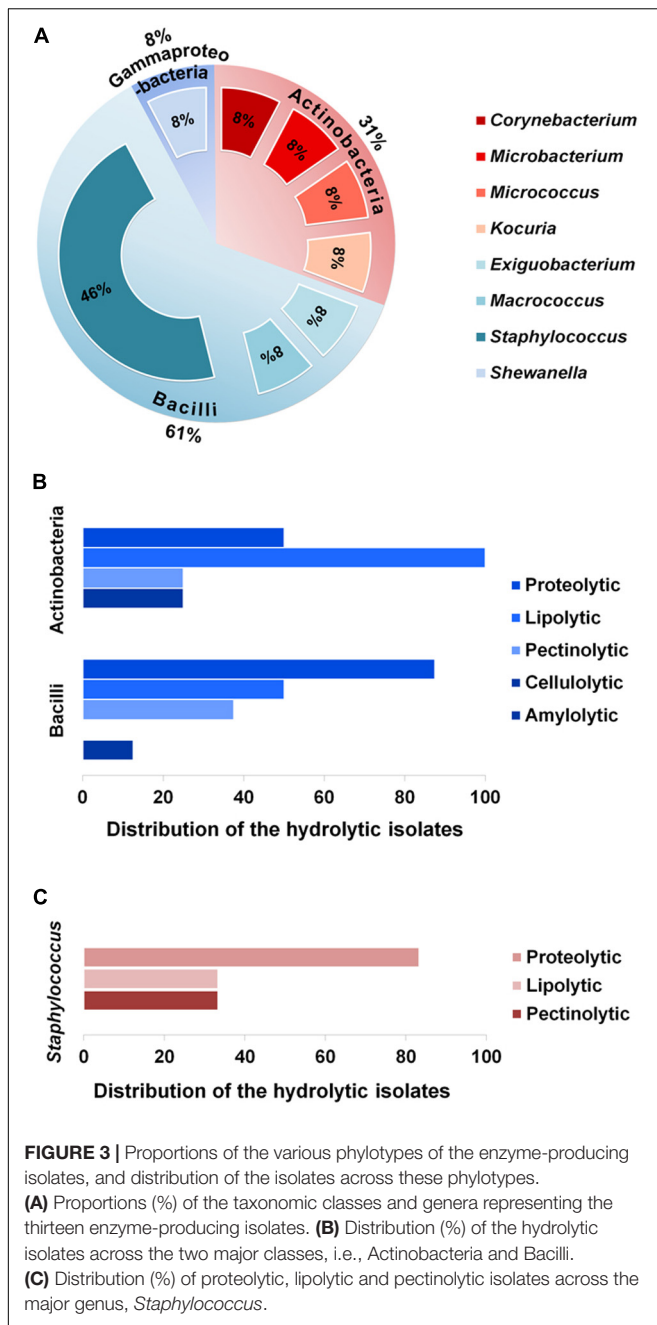 A
8%
Gammaproteo
-bacteria
8%
Actinobacteria
31%
8%
8%
8%
8%
8%
8%
46%
Bacilli
61%
Corynebacterium
Microbacterium
Micrococcus
Kocuria
Exiguobacterium
Macrococcus
Staphylococcus
Shewanella
B
Actinobacteria
Bacilli
Proteolytic
Lipolytic
Pectinolytic
Cellulolytic
Amylolytic
0 20 40 60 80 100
Distribution of the hydrolytic isolates
C
Staphylococcus
Proteolytic
Lipolytic
Pectinolytic
0 20 40 60 80 100
Distribution of the hydrolytic isolates
FIGURE 3 | Proportions of the various phylotypes of the enzyme-producing
isolates, and distribution of the isolates across these phylotypes.
(A) Proportions (%) of the taxonomic classes and genera representing the
thirteen enzyme-producing isolates. (B) Distribution (%) of the hydrolytic
isolates across the two major classes, i.e., Actinobacteria and Bacilli.
(C) Distribution (%) of proteolytic, lipolytic and pectinolytic isolates across the
major genus, Staphylococcus.